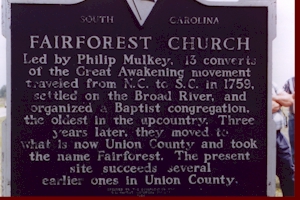 SOUTH CAROLINA
FAIRFOREST CHURCH
Led by Philip Mulkey, 13 converts
of the Great Awakening movement
traveled from N.C. to S.C. in 1759,
settled on the Broad River, and
organized a Baptist congregation,
the oldest in the upcountry. Three
years later, they moved to
what is now Union County and took
the name Fairforest. The present
site succeeds several
earlier ones in Union County.